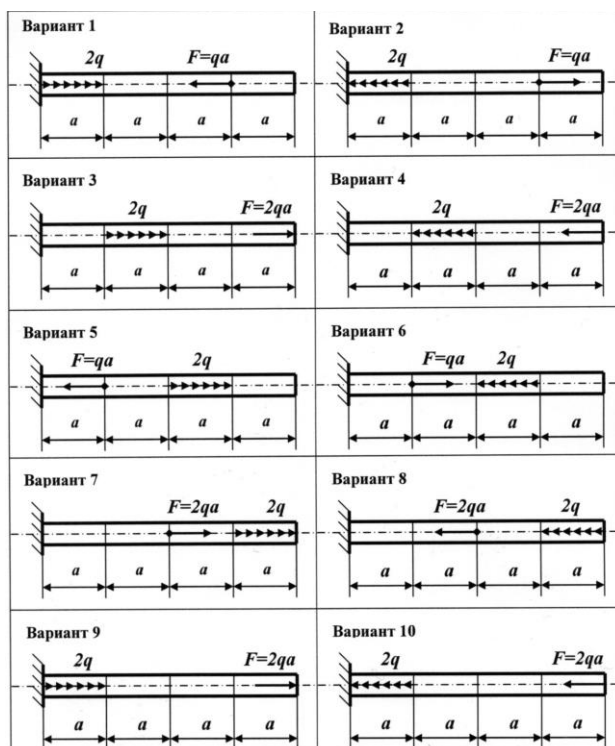 Вариант 1
2q F=qa
a a a a
Вариант 2
2q F=qa
a a a a
Вариант 3
2q F=2qa
a a a a
Вариант 4
2q F=2qa
a a a a
Вариант 5
F=qa 2q
a a a a
Вариант 6
F=qa 2q
a a a a
Вариант 7
F=2qa 2q
a a a a
Вариант 8
F=2qa 2q
a a a a
Вариант 9
2q F=2qa
a a a a
Вариант 10
2q F=2qa
a a a a